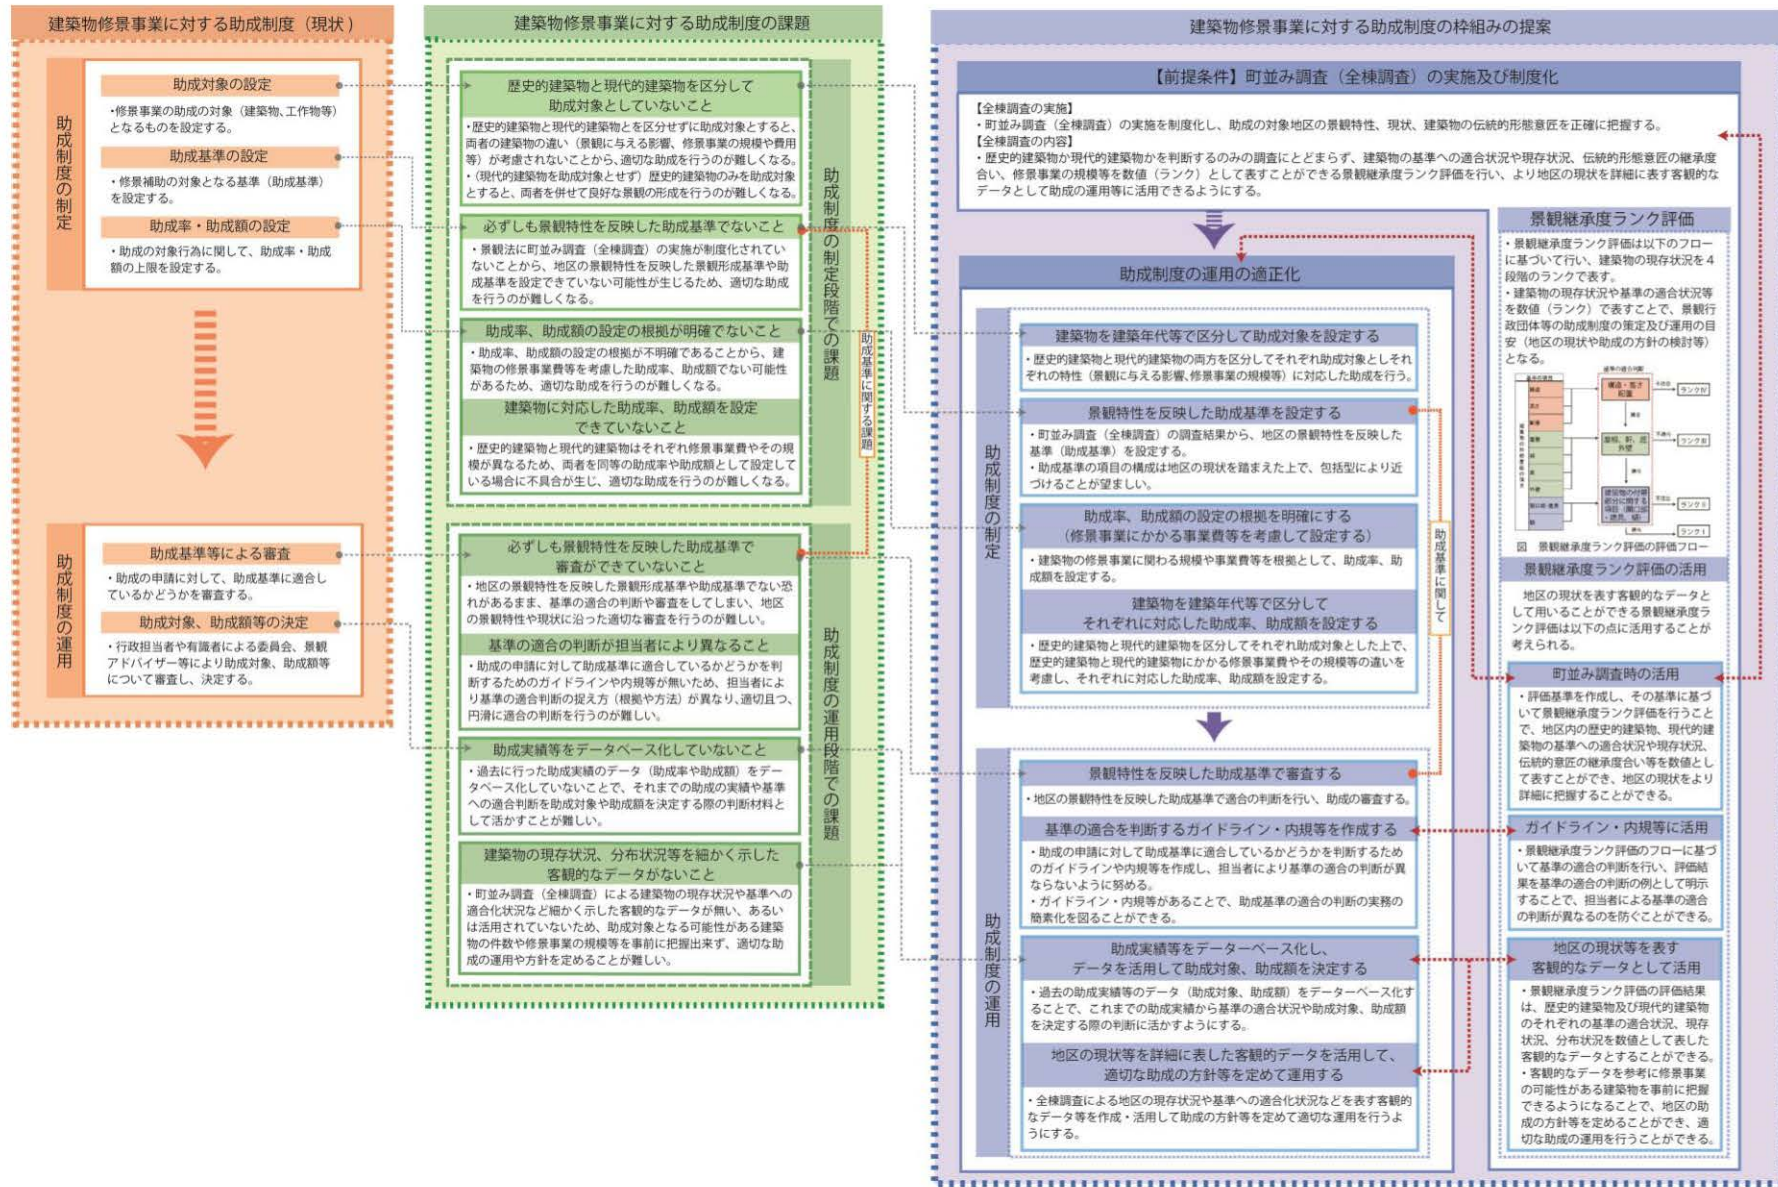 建築物修景事業に対する助成制度（現状）
助成制度の制定
助成対象の設定
・修景事業の助成の対象（建築物、工作物等）
となるものを設定する。
助成基準の設定
・修景補助の対象となる基準（助成基準）
を設定する。
助成率・助成額の設定
・助成の対象行為に関して、助成率・助成
額の上限を設定する。
助成制度の運用
助成基準等による審査
・助成の申請に対して、助成基準に適合し
ているかどうかを審査する。
助成対象、助成額等の決定
・行政担当者や有識者による委員会、景観
アドバイザー等により助成対象、助成額等
について審査し、決定する。
建築物修景事業に対する助成制度の課題
助成制度の制定段階での課題
歴史的建築物と現代的建築物を区分して
助成対象としていないこと
・歴史的建築物と現代的建築物とを区分せずに助成対象とすると、
両者の建築物の違い（景観に与える影響、修景事業の規模や費用
等）が考慮されないことから、適切な助成を行うのが難しくなる。
・（現代的建築物を助成対象とせず）歴史的建築物のみを助成対象
とすると、両者を併せて良好な景観の形成を行うのが難しくなる。
必ずしも景観特性を反映した助成基準でないこと
・景観法に町並み調査（全棟調査）の実施が制度化されてい
ないことから、地区の景観特性を反映した景観形成基準や助
成基準を設定できていない可能性が生じるため、適切な助成
を行うのが難しくなる。
助成率、助成額の設定の根拠が明確でないこと
・助成率、助成額の設定の根拠が不明確であることから、建
築物の修景事業費等を考慮した助成率、助成額でない可能性
があるため、適切な助成を行うのが難しくなる。
建築物に対応した助成率、助成額を設定
できていないこと
・歴史的建築物と現代的建築物はそれぞれ修景事業費やその規
模が異なるため、両者を同等の助成率や助成額として設定して
いる場合に不具合が生じ、適切な助成を行うのが難しくなる。
助成基準に関する課題
助成制度の運用段階での課題
必ずしも景観特性を反映した助成基準で
審査ができていないこと
・地区の景観特性を反映した景観形成基準や助成基準でない恐
れがあるまま、基準の適合の判断や審査をしてしまい、地区
の景観特性や現状に沿った適切な審査を行うのが難しい。
基準の適合の判断が担当者により異なること
・助成の申請に対して助成基準に適合しているかどうかを判
断するためのガイドラインや内規等が無いため、担当者によ
り基準の適合判断の捉え方（根拠や方法）が異なり、適切且つ、
円滑に適合の判断を行うのが難しい。
助成実績等をデータベース化していないこと
・過去に行った助成実績のデータ（助成率や助成額）をデー
タベース化していないことで、それまでの助成の実績や基準
への適合判断を助成対象や助成額を決定する際の判断材料と
して活かすことが難しい。
建築物の現存状況、分布状況等を細かく示した
客観的なデータがないこと
・町並み調査（全棟調査）による建築物の現存状況や基準への
適合化状況など細かく示した客観的なデータが無い、あるい
は活用されていないため、助成対象となる可能性がある建築
物の件数や修景事業の規模等を事前に把握出来ず、適切な助
成の運用や方針を定めることが難しい。
建築物修景事業に対する助成制度の枠組みの提案
【前提条件】町並み調査（全棟調査）の実施及び制度化
【全棟調査の実施】
・町並み調査（全棟調査）の実施を制度化し、助成の対象地区の景観特性、現状、建築物の伝統的形態意匠を正確に把握する。
【全棟調査の内容】
・歴史的建築物か現代的建築物かを判断するのみの調査にとどまらず、建築物の基準への適合状況や現存状況、伝統的形態意匠の継承度
合い、修景事業の規模等を数値（ランク）として表すことができる景観継承度ランク評価を行い、より地区の現状を詳細に表す客観的な
データとして助成の運用等に活用できるようにする。
助成制度の運用の適正化
助成制度の制定
建築物を建築年代等で区分して助成対象を設定する
・歴史的建築物と現代的建築物の両方を区分してそれぞれ助成対象としそれ
ぞれの特性（景観に与える影響、修景事業の規模等）に対応した助成を行う。
景観特性を反映した助成基準を設定する
・町並み調査（全棟調査）の調査結果から、地区の景観特性を反映した
基準（助成基準）を設定する。
・助成基準の項目の構成は地区の現状を踏まえた上で、包括型により近
づけることが望ましい。
助成率、助成額の設定の根拠を明確にする
（修景事業にかかる事業費等を考慮して設定する）
・建築物の修景事業に関わる規模や事業費等を根拠として、助成率、助
成額を設定する。
建築物を建築年代等で区分して
それぞれに対応した助成率、助成額を設定する
・歴史的建築物と現代的建築物を区分してそれぞれ助成対象とした上で、
歴史的建築物と現代的建築物にかかる修景事業費やその規模等の違いを
考慮し、それぞれに対応した助成率、助成額を設定する。
助成基準に関して
助成制度の運用
景観特性を反映した助成基準で審査する
・地区の景観特性を反映した助成基準で適合の判断を行い、助成の審査する。
基準の適合を判断するガイドライン・内規等を作成する
・助成の申請に対して助成基準に適合しているかどうかを判断するため
のガイドラインや内規等を作成し、担当者により基準の適合の判断が異
ならないように努める。
・ガイドライン・内規等があることで、助成基準の適合の判断の実務の
簡素化を図ることができる。
助成実績等をデーターベース化し、
データを活用して助成対象、助成額を決定する
・過去の助成実績等のデータ（助成対象、助成額）をデーターベース化す
ることで、これまでの助成実績から基準の適合状況や助成対象、助成額
を決定する際の判断に活かすようにする。
地区の現状等を詳細に表した客観的データを活用して、
適切な助成の方針等を定めて運用する
・全棟調査による地区の現存状況や基準への適合化状況などを表す客観的
なデータ等を作成・活用して助成の方針等を定めて適切な運用を行うよ
うにする。
景観継承度ランク評価
・景観継承度ランク評価は以下のフロー
に基づいて行い、建築物の現存状況を４
段階のランクで表す。
・建築物の現存状況や基準の適合状況等
を数値（ランク）で表すことで、景観行
政団体等の助成制度の策定及び運用の目
安（地区の現状や助成の方針の検討等）
となる。
構造・高さ
配置
ランクⅣ
屋根、軒、庇
外壁
ランクⅢ
建築物の付帯
部分に関する
ランクⅡ
ランクⅠ
図　景観継承度ランク評価の評価フロー
景観継承度ランク評価の活用
地区の現状を表す客観的なデータ
として用いることができる景観継承度ラ
ンク評価は以下の点に活用することが
考えられる。
町並み調査時の活用
・評価基準を作成し、その基準に基づ
いて景観継承度ランク評価を行うこと
で、地区内の歴史的建築物、現代的建
築物の基準への適合状況や現存状況、
伝統的意匠の継承度合い等を数値とし
て表すことができ、地区の現状をより
詳細に把握することができる。
ガイドライン・内規等に活用
・景観継承度ランク評価のフローに基づ
いて基準の適合の判断を行い、評価結
果を基準の適合の判断の例として明示
することで、担当者による基準の適合
の判断が異なるのを防ぐことができる。
地区の現状等を表す
客観的なデータとして活用
・景観継承度ランク評価の評価結果
は、歴史的建築物及び現代的建築物
のそれぞれの基準の適合状況、現存
状況、分布状況を数値として表した
客観的なデータとすることができる。
・客観的なデータを参考に修景事業
の可能性がある建築物を事前に把握
できるようになることで、地区の助
成の方針等を定めることができ、適
切な助成の運用を行うことができる。